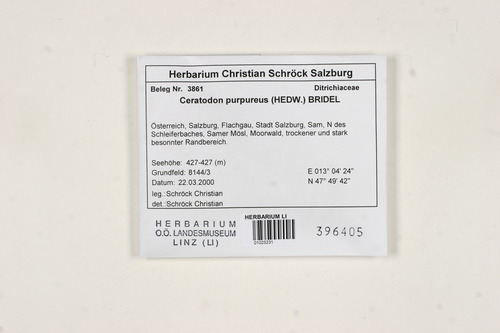 Herbarium Christian Schröck Salzburg
Beleg Nr. 3861 Ditrichiaceae
Ceratodon purpureus (HEDW.) BRIDEL
Österreich, Salzburg, Flachgau, Stadt Salzburg, Sam, N des
Schleiferbaches, Samer Mösl, Moorwald, trockener und stark
besonnter Randbereich.
Seehöhe: 427-427 (m)
Grundfeld: 8144/3 E 013° 04' 24"
Datum: 22.03.2000 N 47° 49' 42"
leg.:Schröck Christian
det.:Schröck Christian
HERBARIUM LI
HERBARIUM
O.Ö. LANDESMUSEUM
LINZ (LI)
396405